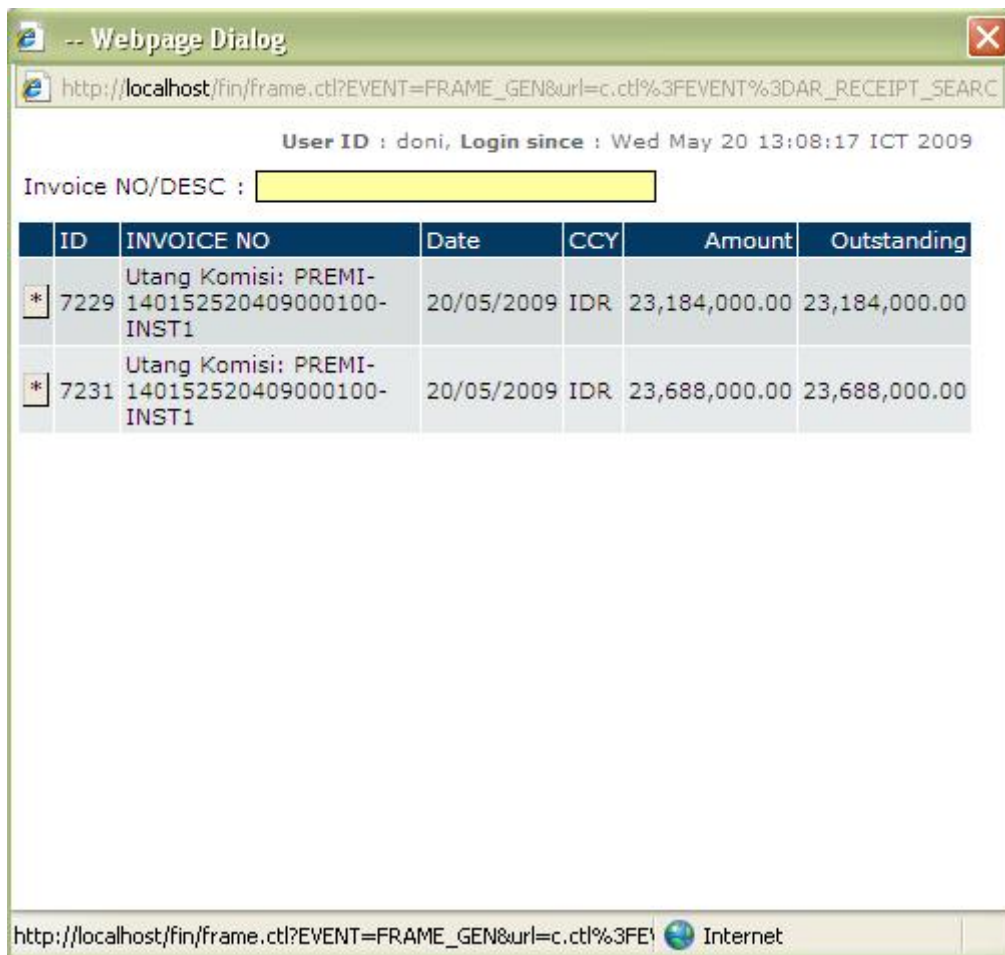 -- Webpage Dialog
http://localhost/fin/frame.ctl?EVENT=FRAME_GEN&url=c.ctl%3FEVENT%3DAR_RECEIPT_SEARC
User ID : doni, Login since : Wed May 20 13:08:17 ICT 2009
Invoice NO/DESC :
ID INVOICE NO Date CCY Amount Outstanding
Utang Komisi: PREMI-
* 7229 140152520409000100- 20/05/2009 IDR 23,184,000.00 23,184,000.00
INST1
Utang Komisi: PREMI-
* 7231 140152520409000100- 20/05/2009 IDR 23,688,000.00 23,688,000.00
INST1
http://localhost/fin/frame.ctl?EVENT=FRAME_GEN&url=c.ctl%3FE Internet